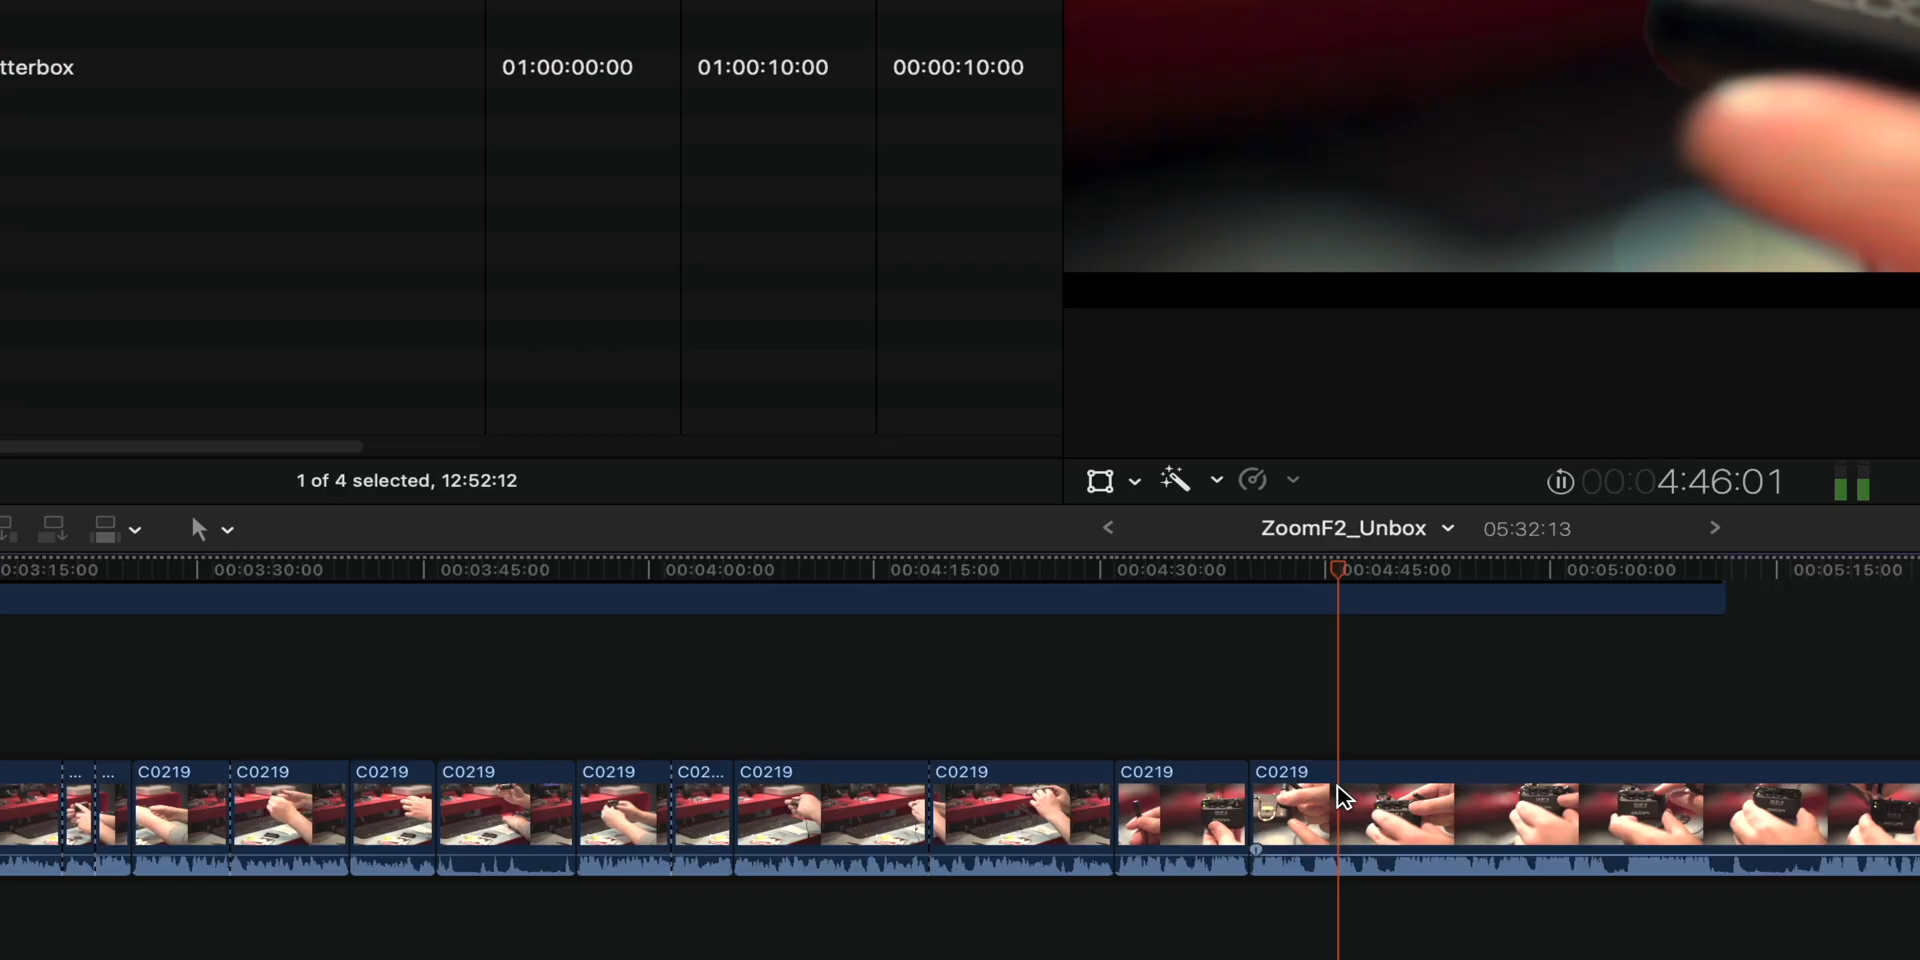 tterbox 01:00:00:00 01:00:10:00 00:00:10:00
1 of 4 selected, 12:52:12
00:04:46:01
ZoomF2_Unbox 05:32:13
0:03:15:00 00:03:30:00 00:03:45:00 00:04:00:00 00:04:15:00 00:04:30:00 00:04:45:00 00:05:00:00 00:05:15:00
... ... C0219 C0219 C0219 C0219 C0219 C02... C0219 C0219 C0219 C0219